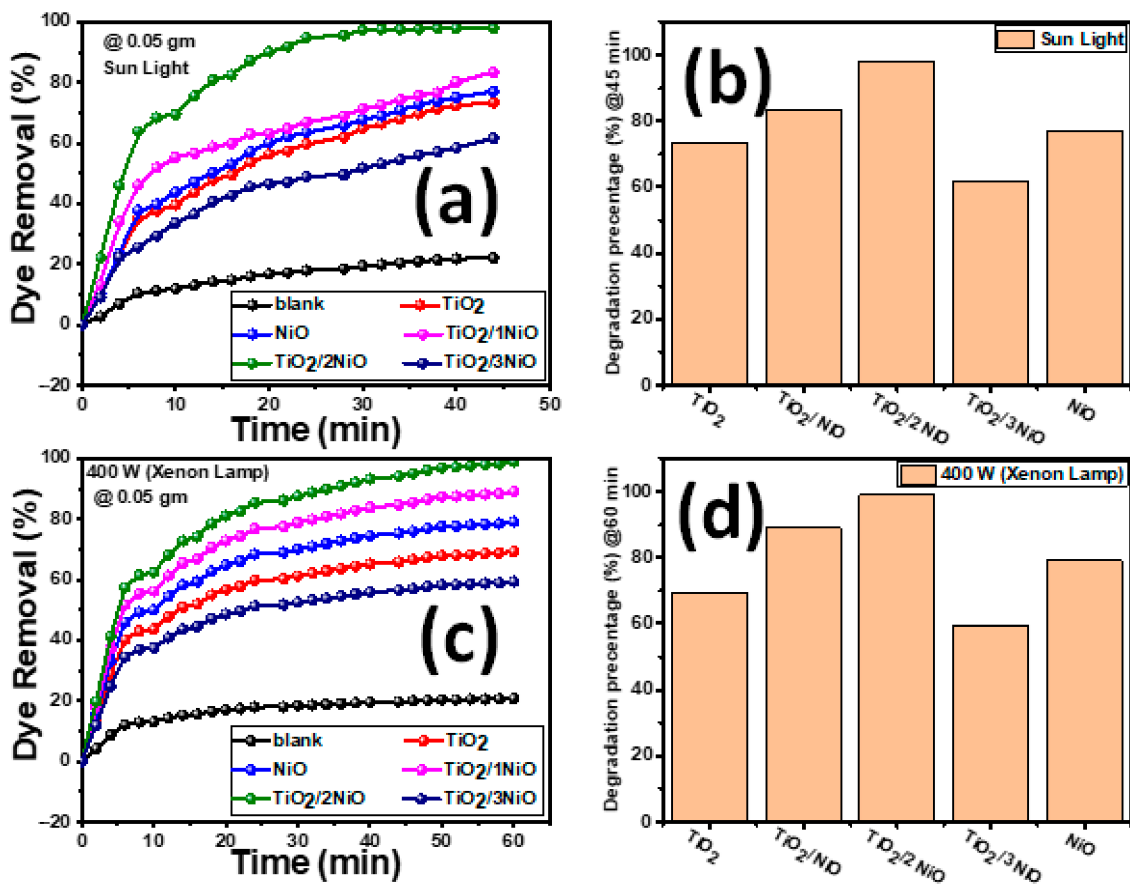 @ 0.05 gm
Sun Light
(a)
Dye Removal (%)
100
80
60
40
20
0
–20
blank
TiO2
NiO
TiO2/1NiO
TiO2/2NiO
TiO2/3NiO
0 10 20 30 40 50
Time (min)
(b)
Sun Light
Degradation precentage (%) @45 min
100
80
60
40
20
0
TiO2
TiO2/NiO
TiO2/2NiO
TiO2/3NiO
NiO
400 W (Xenon Lamp)
@ 0.05 gm
(c)
Dye Removal (%)
100
80
60
40
20
0
–20
blank
TiO2
NiO
TiO2/1NiO
TiO2/2NiO
TiO2/3NiO
0 10 20 30 40 50 60
Time (min)
(d)
400 W (Xenon Lamp)
Degradation precentage (%) @60 min
100
80
60
40
20
0
TiO2
TiO2/NiO
TiO2/2NiO
TiO2/3NiO
NiO